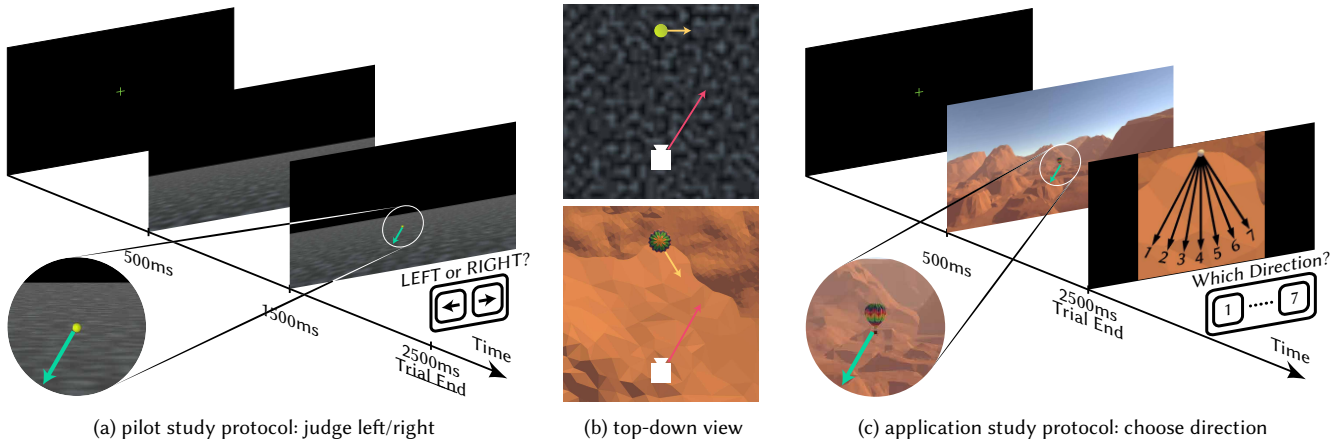 500ms
1500ms
2500ms
Trial End
Time
LEFT or RIGHT?
(a) pilot study protocol: judge left/right
(b) top-down view
500ms
2500ms
Trial End
Time
1 2 3 4 5 6 7
Which Direction?
1 ..... 7
(c) application study protocol: choose direction